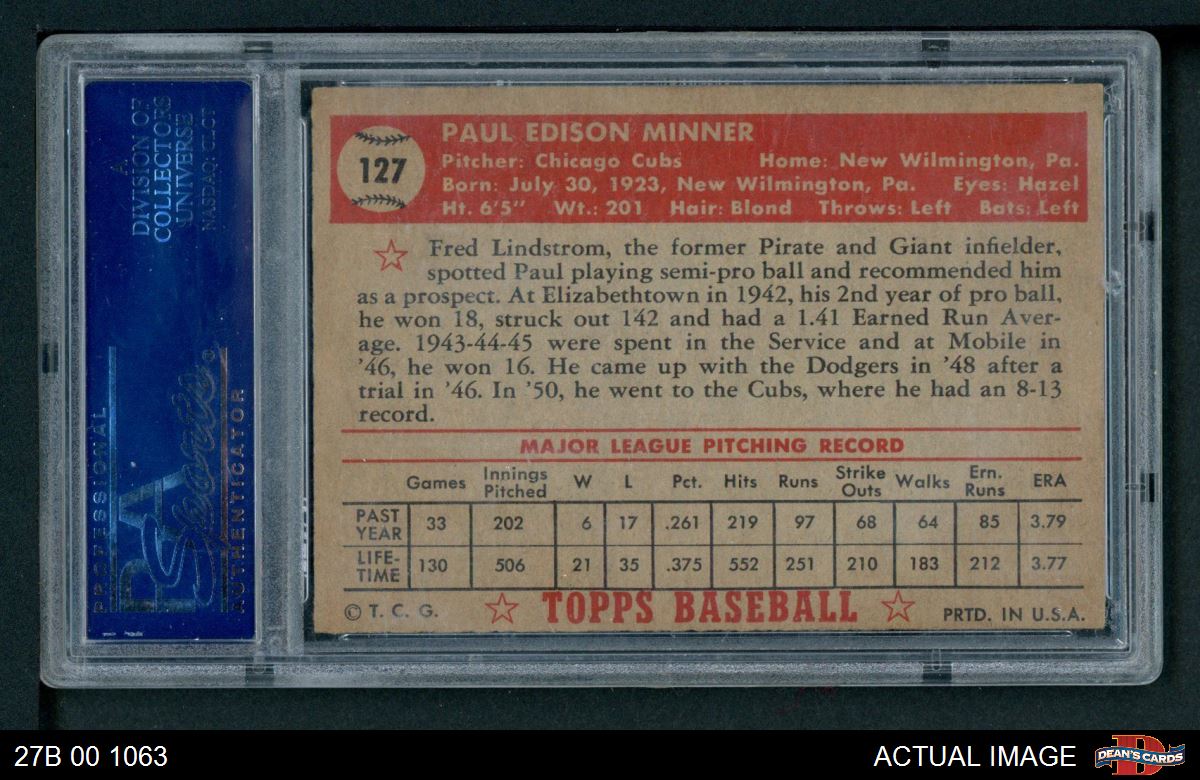 A
DIVISION OF
COLLECTORS
UNIVERSE
NASDAQ: CLCT
PROFESSIONAL
PSA
Sports®
AUTHENTICATOR
127
PAUL EDISON MINNER
Pitcher: Chicago Cubs Home: New Wilmington, Pa.
Born: July 30, 1923, New Wilmington, Pa. Eyes: Hazel
Ht. 6'5" Wt.: 201 Hair: Blond Throws: Left Bats: Left
Fred Lindstrom, the former Pirate and Giant infielder,
spotted Paul playing semi-pro ball and recommended him
as a prospect. At Elizabethtown in 1942, his 2nd year of pro ball,
he won 18, struck out 142 and had a 1.41 Earned Run Aver-
age. 1943-44-45 were spent in the Service and at Mobile in
'46, he won 16. He came up with the Dodgers in '48 after a
trial in '46. In '50, he went to the Cubs, where he had an 8-13
record.
MAJOR LEAGUE PITCHING RECORD
Games Innings Pitched W L Pct. Hits Runs Strike Outs Walks Ern. Runs ERA
PAST YEAR 33 202 6 17 .261 219 97 68 64 85 3.79
LIFE-TIME 130 506 21 35 .375 552 251 210 183 212 3.77
© T. C. G. TOPPS BASEBALL PRTD. IN U.S.A.
27B 00 1063 ACTUAL IMAGE DEAN'S CARDS